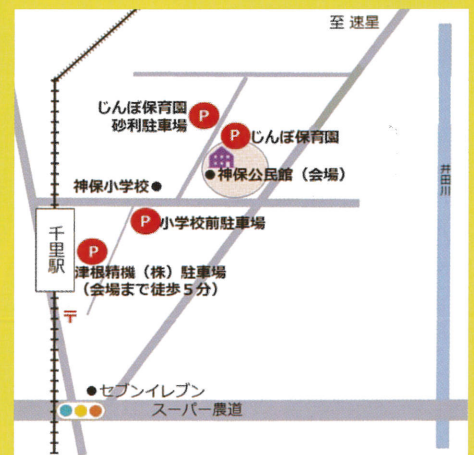 至 速星
じんぼ保育園
砂利駐車場
P
P
じんぼ保育園
井田川
神保公民館（会場）
神保小学校
P
小学校前駐車場
千里駅
P
津根精機（株）駐車場
（会場まで徒歩５分）
〒
セブンイレブン
スーパー農道